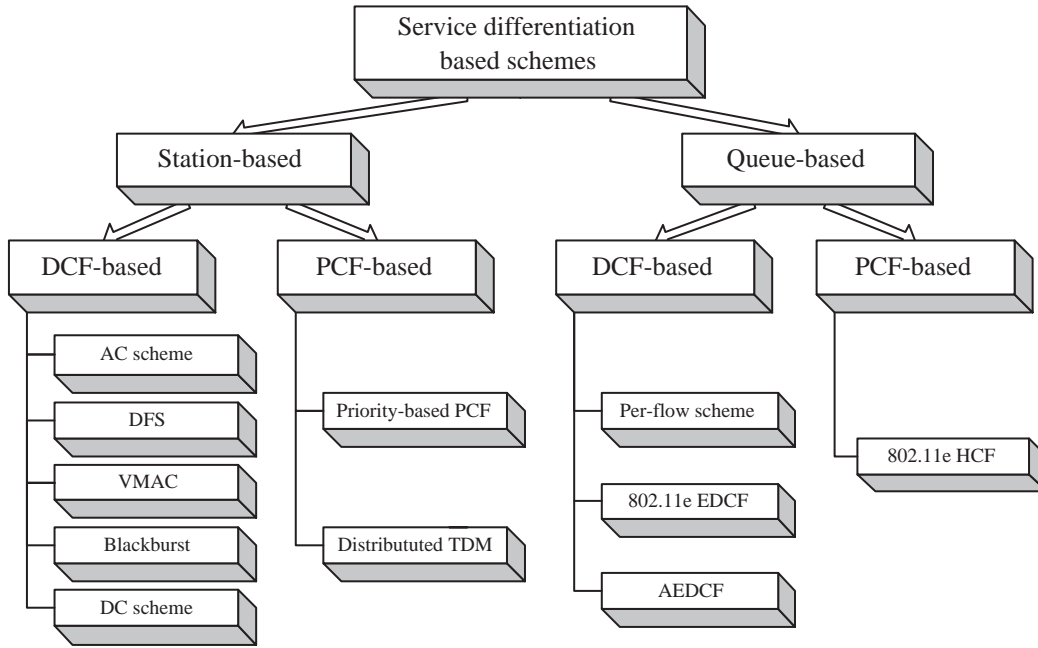 Service differentiation
based schemes
Station-based
Queue-based
DCF-based
PCF-based
DCF-based
PCF-based
AC scheme
DFS
VMAC
Blackburst
DC scheme
Priority-based PCF
Distribututed TDM
Per-flow scheme
802.11e EDCF
AEDCF
802.11e HCF